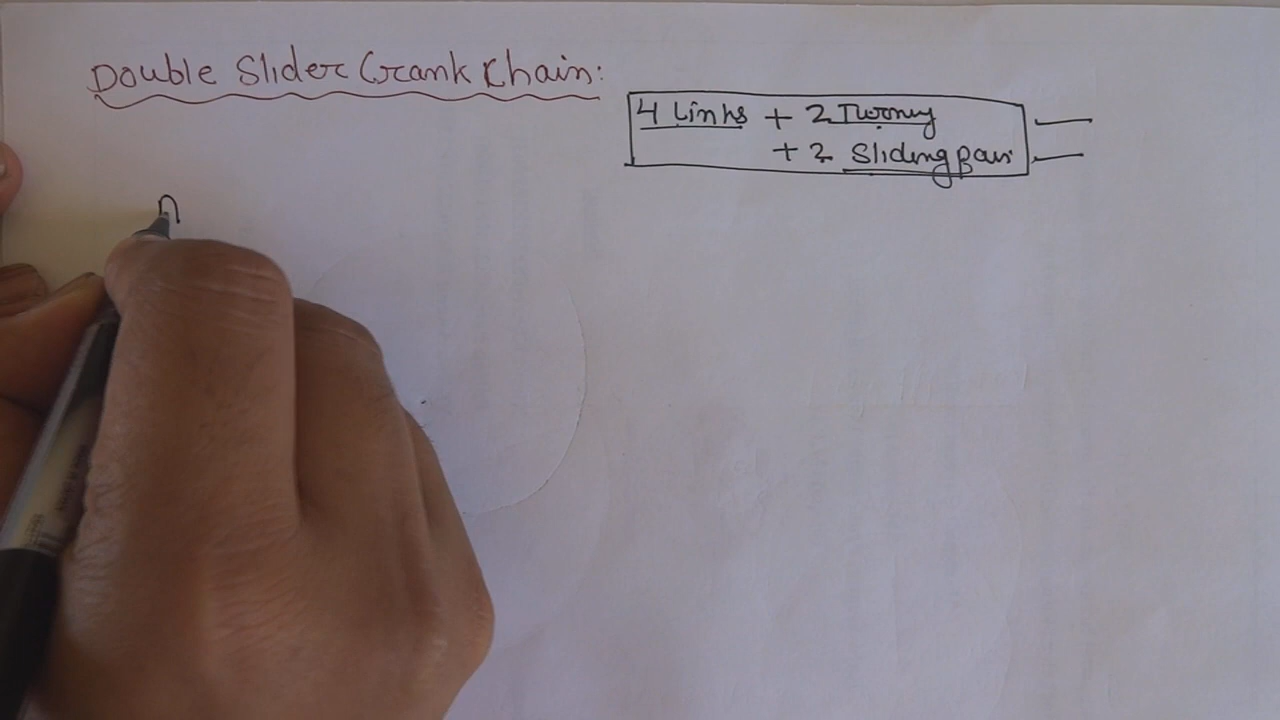 Double Slider Crank Chain:
4 Links + 2 Turning
+ 2 Sliding pair